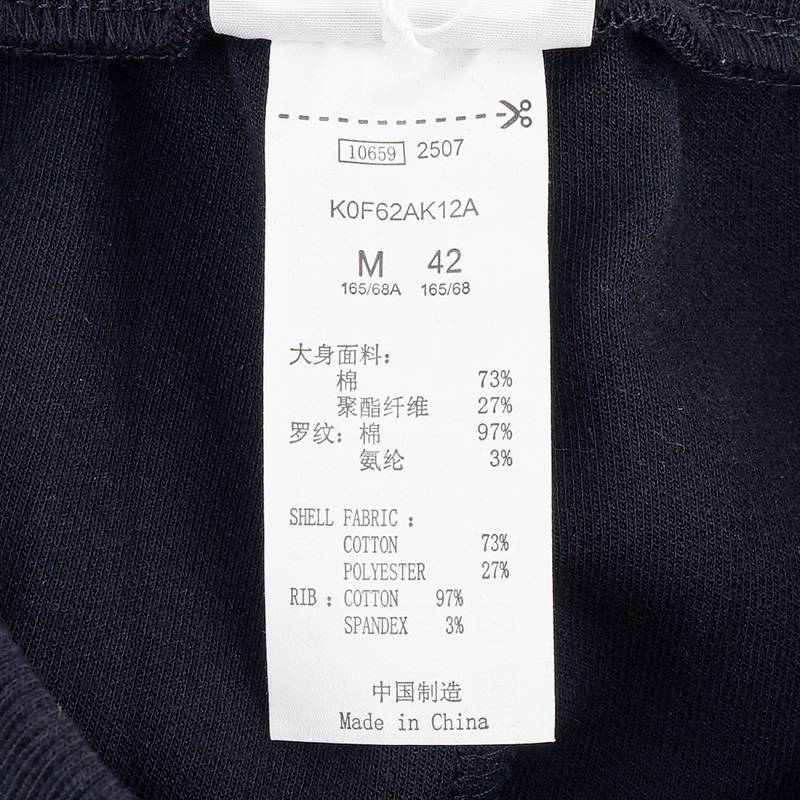 10659 2507
K0F62AK12A
M 42
165/68A 165/68
大身面料:
棉 73%
聚酯纤维 27%
罗纹: 棉 97%
氨纶 3%
SHELL FABRIC :
COTTON 73%
POLYESTER 27%
RIB : COTTON 97%
SPANDEX 3%
中国制造
Made in China